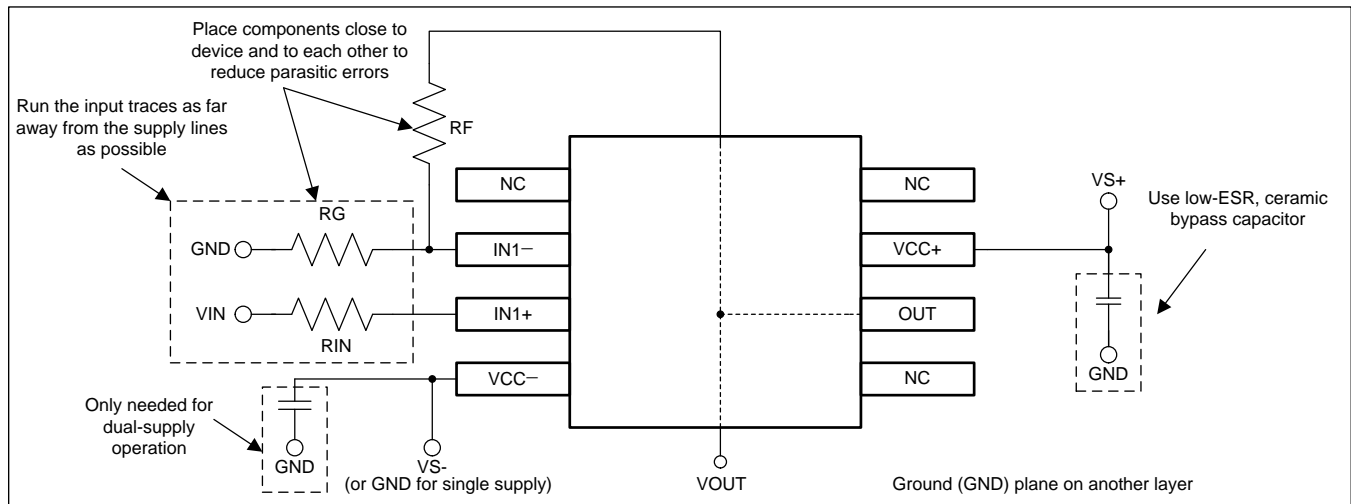 Place components close to
device and to each other to
reduce parasitic errors
Run the input traces as far
away from the supply lines
as possible
RF
NC
NC
VS+
Use low-ESR, ceramic
bypass capacitor
RG
GND
IN1−
VCC+
VIN
IN1+
OUT
RIN
VCC−
NC
GND
Only needed for
dual-supply
operation
GND
VS-
(or GND for single supply)
VOUT
Ground (GND) plane on another layer